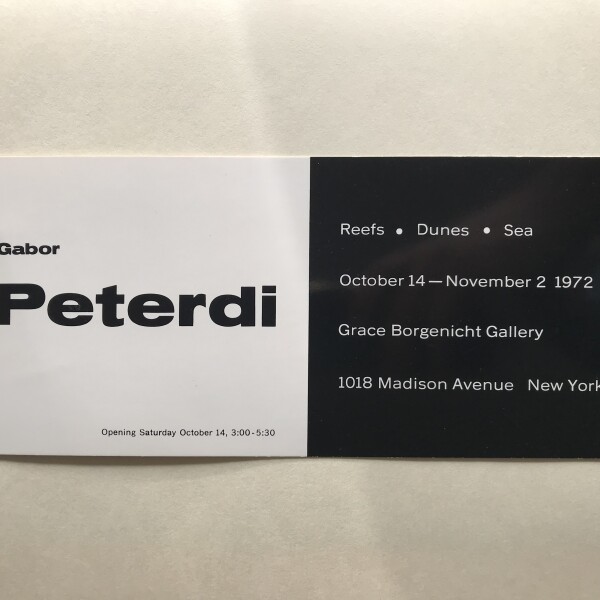 Gabor
Peterdi
Opening Saturday October 14, 3:00-5:30
Reefs • Dunes • Sea
October 14 — November 2 1972
Grace Borgenicht Gallery
1018 Madison Avenue New York